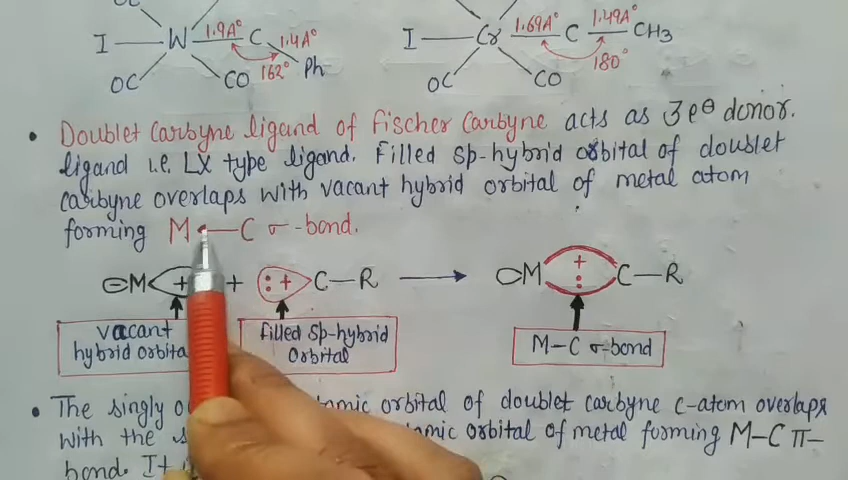 OC
I — W 1.9A° C 1.4A° Ph
162°
OC CO
I — Cr 1.69A° C 1.49A° CH3
180°
OC CO
• Doublet carbyne ligand of Fischer Carbyne acts as 3e⊖ donor.
ligand i.e. LX type ligand. Filled Sp-hybrid orbital of doublet
carbyne overlaps with vacant hybrid orbital of metal atom
forming M ←C σ-bond.
M + + :+ C—R → M + : C—R
vacant
hybrid
filled Sp-hybrid
Orbital
M-C σ-bond
• The singly orbital of doublet carbyne c-atom overlaps
with the orbital of metal forming M-C π-
bond. It